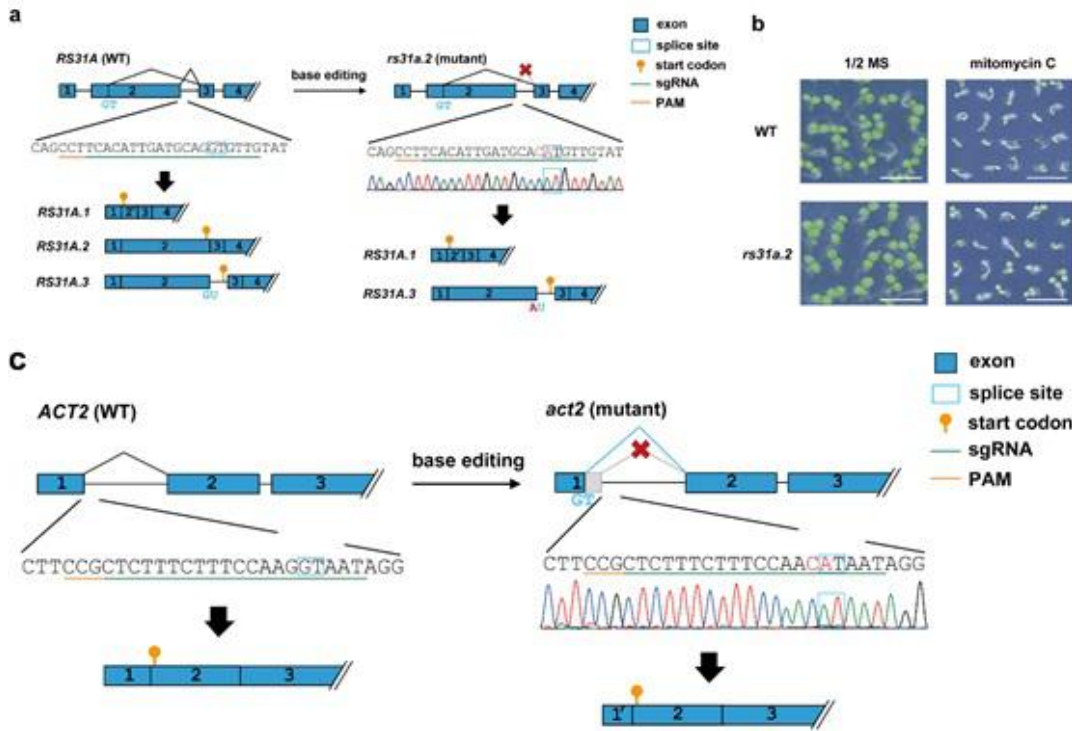 a
RS31A (WT)
base editing
rs31a.2 (mutant)
exon
splice site
start codon
sgRNA
PAM
1 2 3 4
GT
1 2 3 4
GT
CAGCCTTCACATTGATGCAGGTGTTGTAT
CAGCCTTCACATTGATGCACATGTTGTAT
RS31A.1
1 2' 3 4
RS31A.2
1 2 3 4
RS31A.3
1 2 3 4
GU
RS31A.1
1 2' 3 4
RS31A.3
1 2 3 4
AU
b
1/2 MS
mitomycin C
WT
rs31a.2
c
ACT2 (WT)
base editing
act2 (mutant)
exon
splice site
start codon
sgRNA
PAM
1 2 3
1 2 3
GT
CTTCCGCTCTTTCTTTCCAAGGTAATAGG
CTTCCGCTCTTTCTTTCCAACATAATAGG
1 2 3
1' 2 3